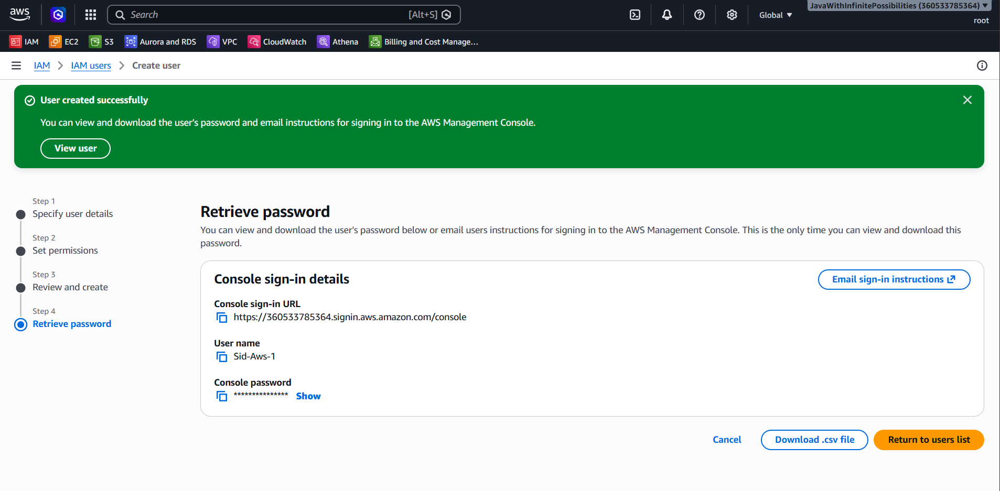 aws
Search [Alt+S]
Global
JavaWithInfinitePossibilities (360533785364)
root
IAM EC2 S3 Aurora and RDS VPC CloudWatch Athena Billing and Cost Manage...
IAM > IAM users > Create user
User created successfully
You can view and download the user's password and email instructions for signing in to the AWS Management Console.
View user
Step 1
Specify user details
Step 2
Set permissions
Step 3
Review and create
Step 4
Retrieve password
Retrieve password
You can view and download the user's password below or email users instructions for signing in to the AWS Management Console. This is the only time you can view and download this
password.
Console sign-in details
Email sign-in instructions
Console sign-in URL
https://360533785364.signin.aws.amazon.com/console
User name
Sid-Aws-1
Console password
*************** Show
Cancel Download .csv file Return to users list